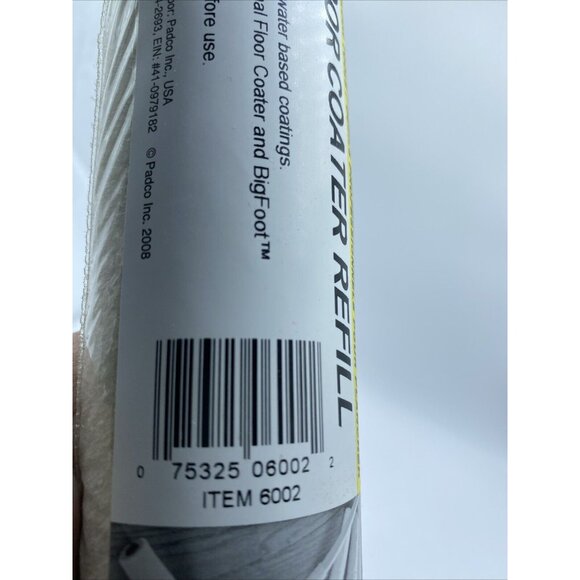 OR COATER REFILL
water based coatings.
al Floor Coater and BigFoot™
fore use.
por: Padco Inc., USA
-2693, EIN: #41-0979182 © Padco Inc. 2008
0 75325 06002 2
ITEM 6002